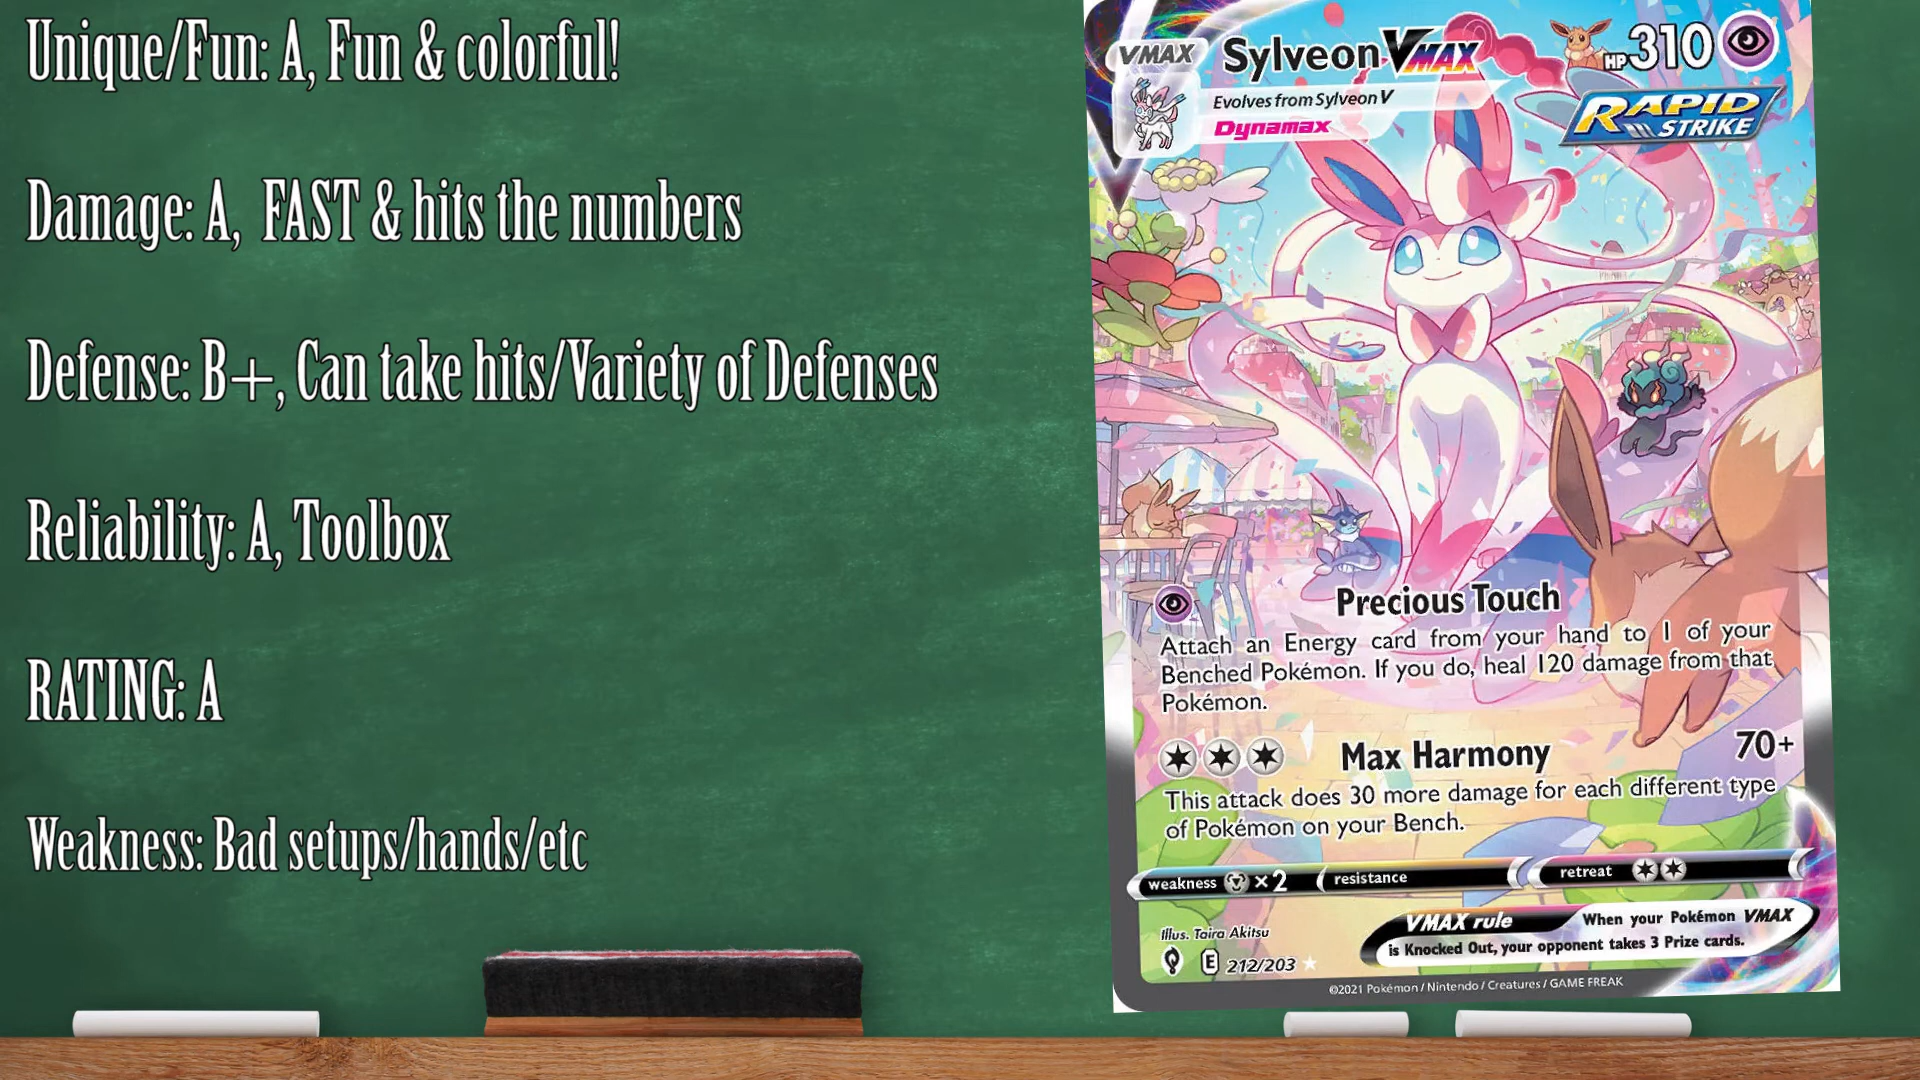 Unique/Fun: A, Fun & colorful!
Damage: A, FAST & hits the numbers
Defense: B+, Can take hits/Variety of Defenses
Reliability: A, Toolbox
RATING: A
Weakness: Bad setups/hands/etc
VMAX Sylveon VMAX HP 310
Evolves from Sylveon V
Dynamax
RAPID
STRIKE
Precious Touch
Attach an Energy card from your hand to 1 of your
Benched Pokémon. If you do, heal 120 damage from that
Pokémon.
Max Harmony 70+
This attack does 30 more damage for each different type
of Pokémon on your Bench.
weakness ×2 resistance retreat
VMAX rule When your Pokémon VMAX
is Knocked Out, your opponent takes 3 Prize cards.
Illus. Taira Akitsu
E 212/203
©2021 Pokémon / Nintendo / Creatures / GAME FREAK